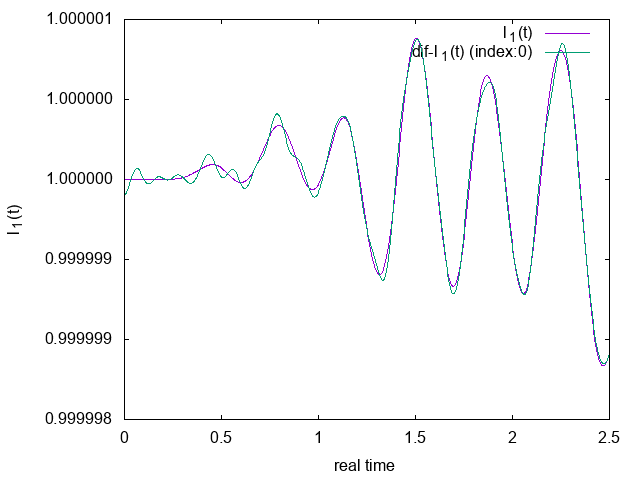 1.000001
1.000000
1.000000
0.999999
0.999999
0.999998
I1(t)
I1(t)
dif-I1(t) (index:0)
0 0.5 1 1.5 2 2.5
real time